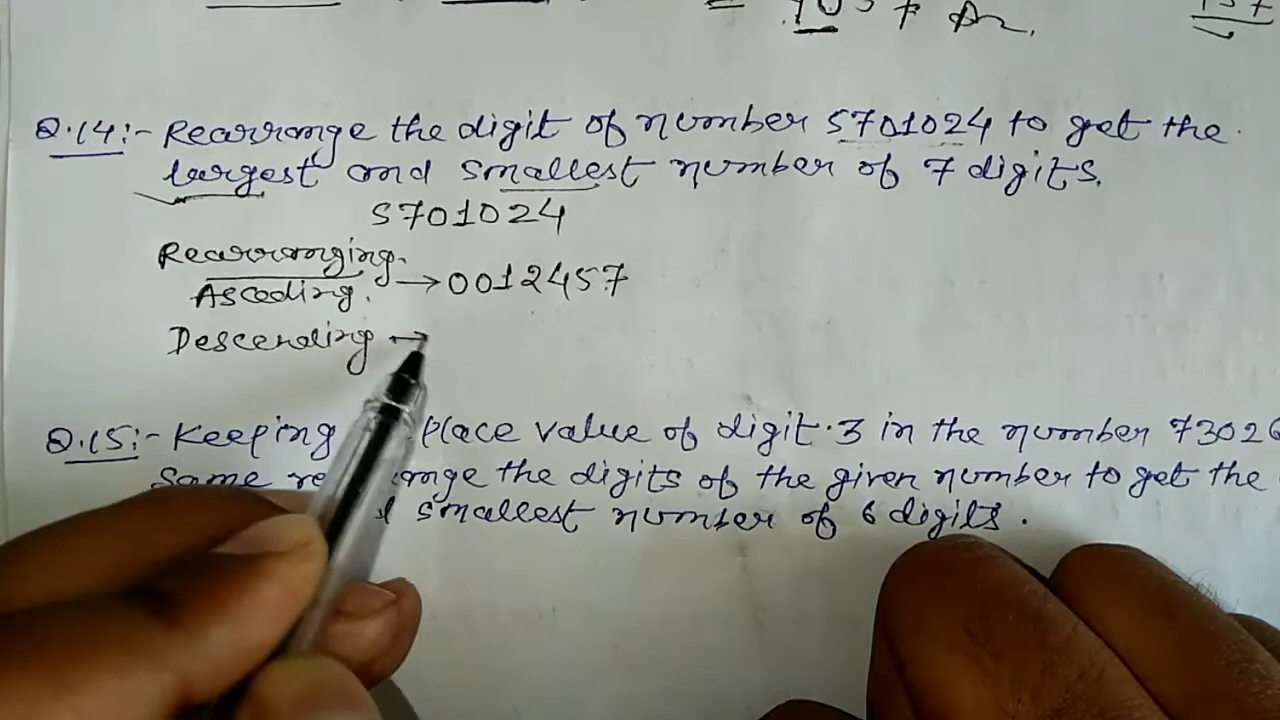 Q.14:- Rearrange the digit of number 5701024 to get the
largest and smallest number of 7 digits.
5701024
Rearranging
Asceding. → 0012457
Descending →
Q.15:- Keeping place value of digit 3 in the number 7302
same the digits of the given number to get the
smallest number of 6 digits.